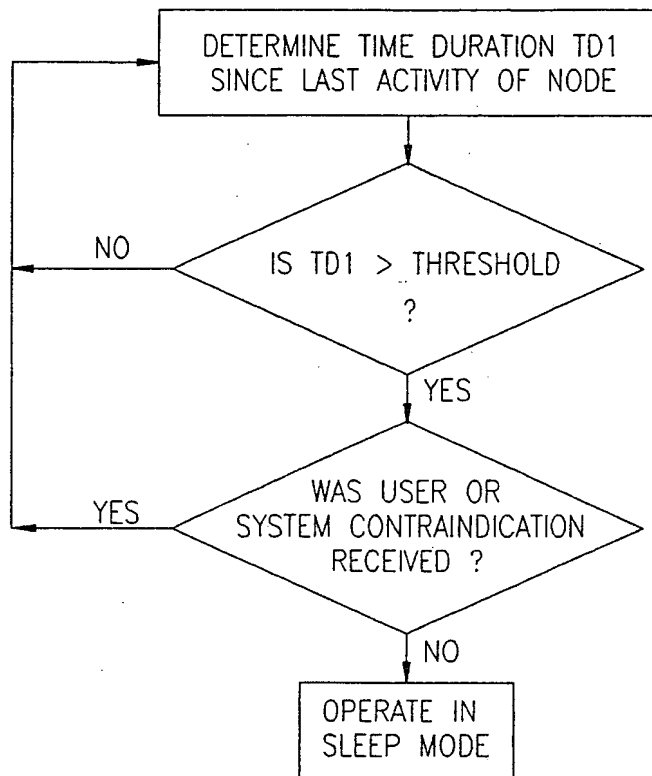 DETERMINE TIME DURATION TD1
SINCE LAST ACTIVITY OF NODE
NO
IS TD1 > THRESHOLD
?
YES
WAS USER OR
YES
SYSTEM CONTRAINDICATION
RECEIVED ?
NO
OPERATE IN
SLEEP MODE